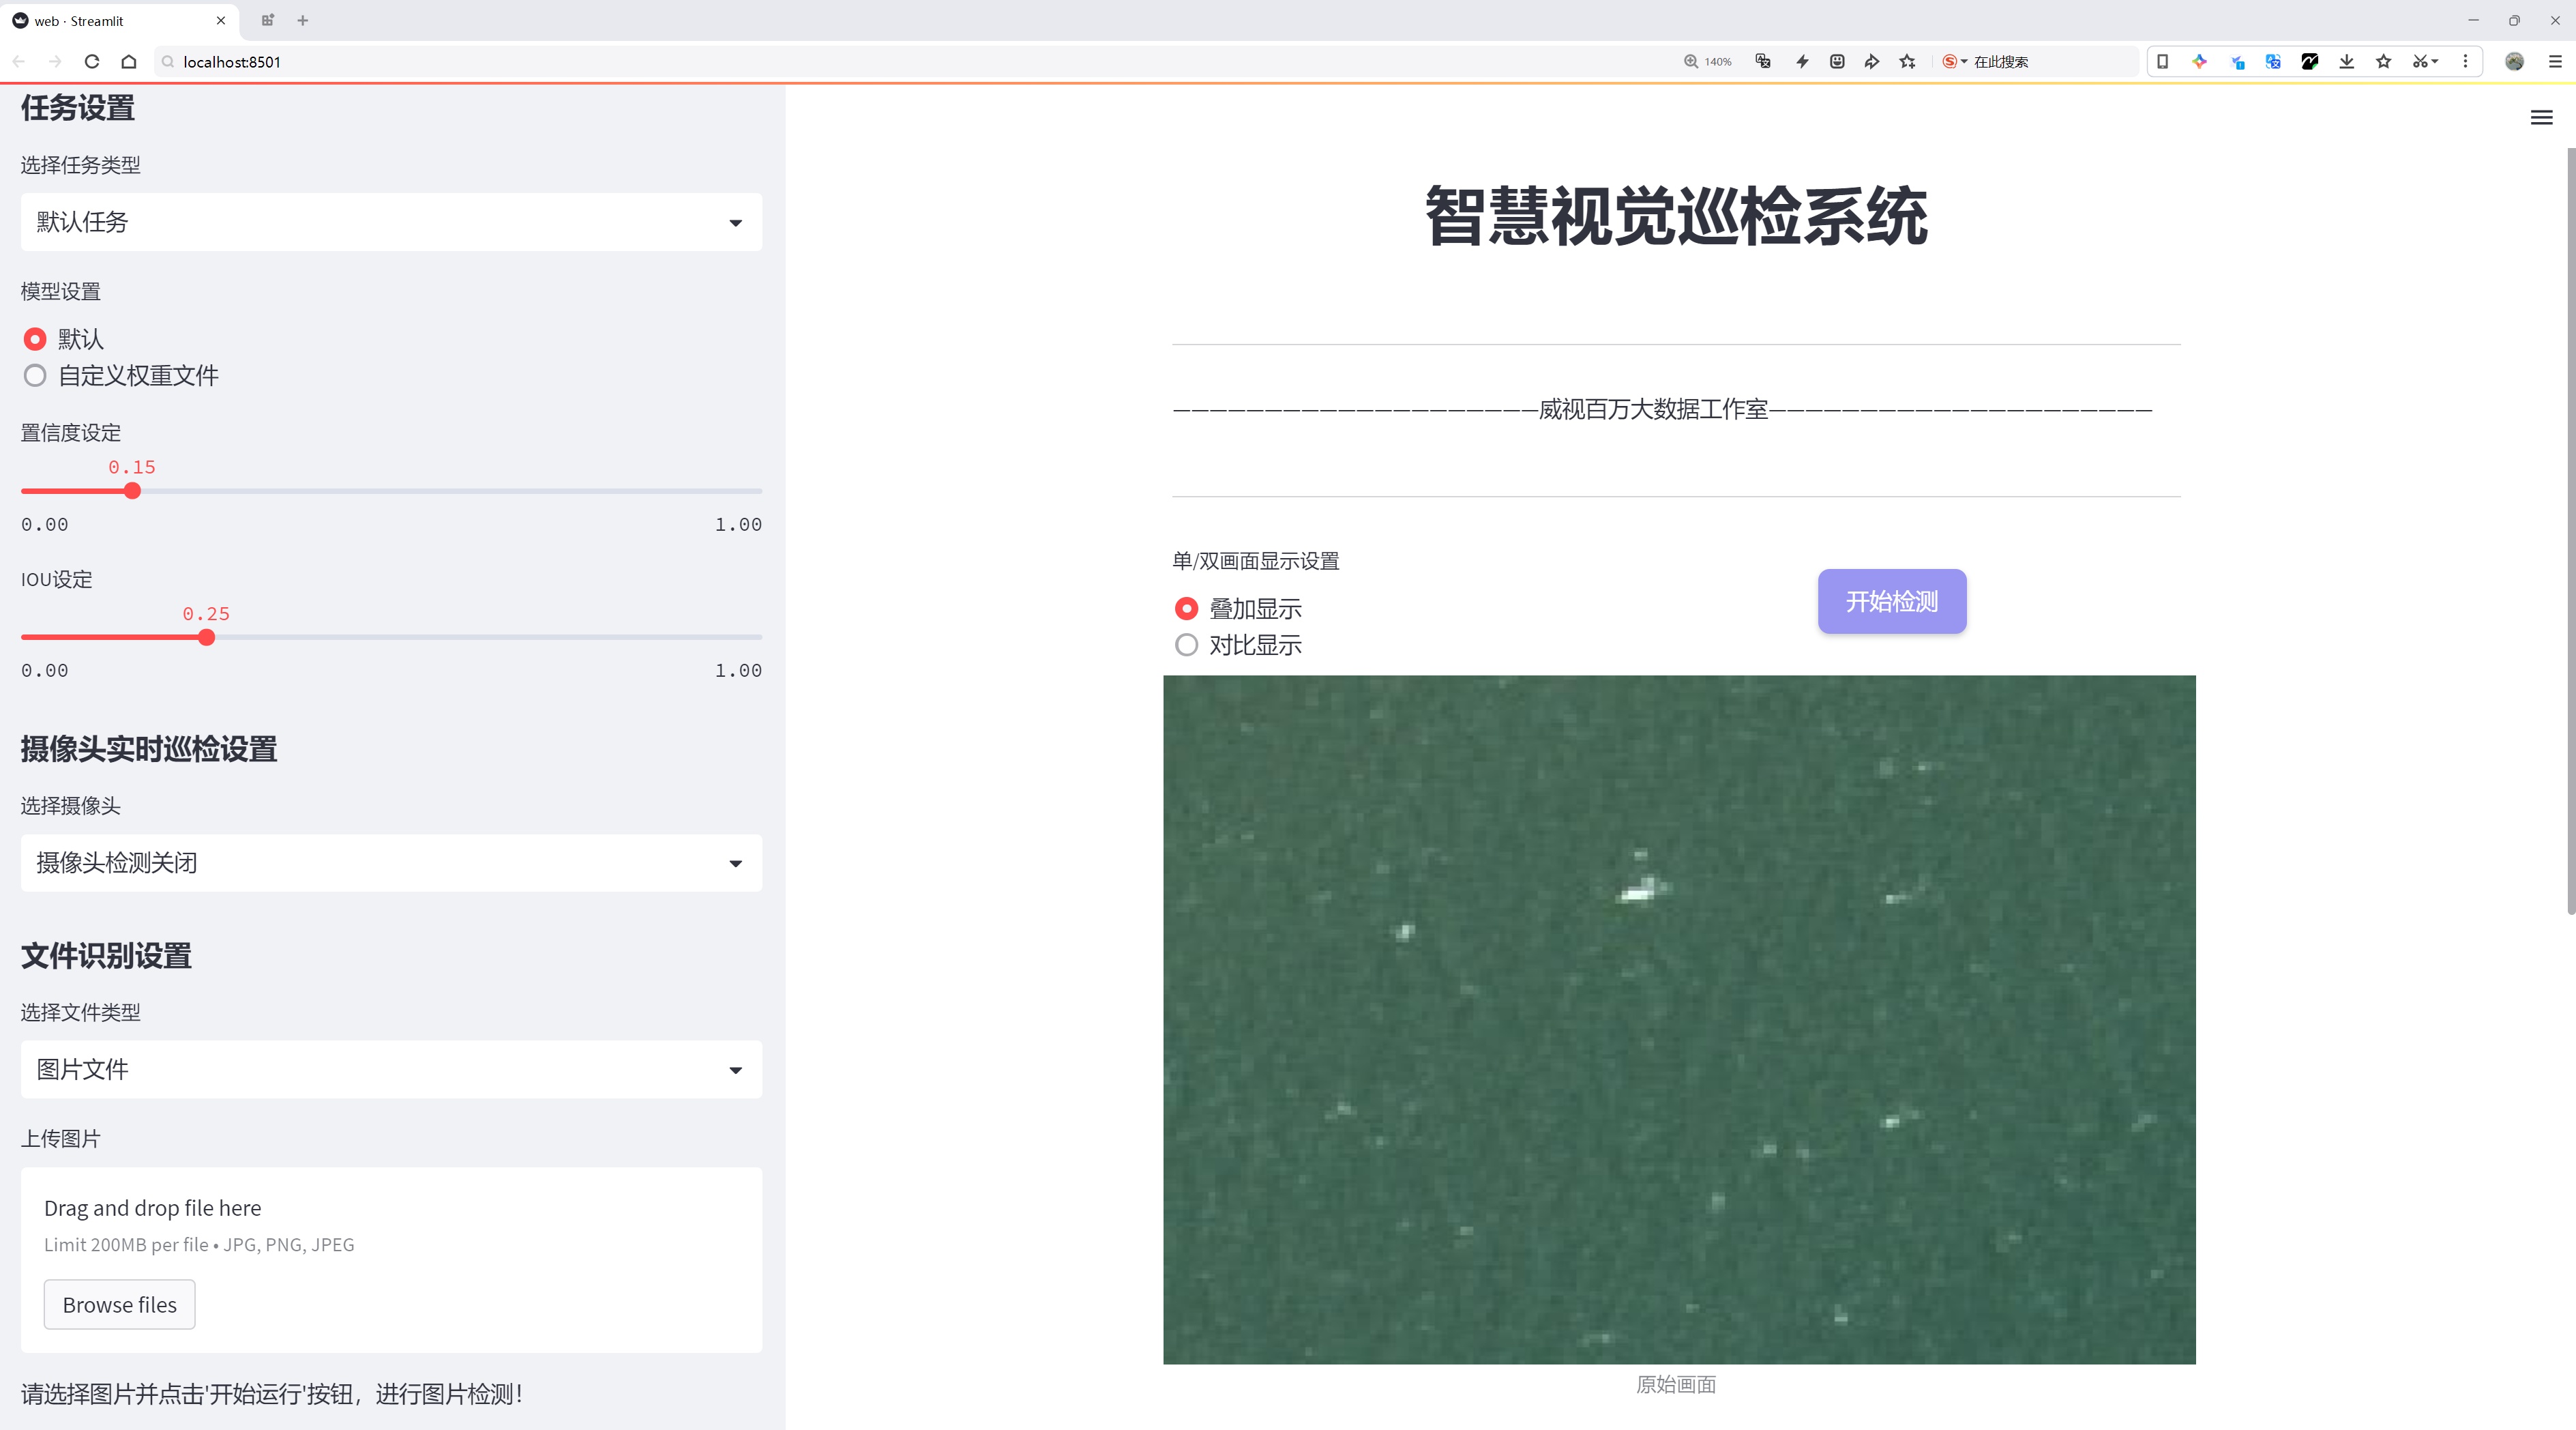 web · Streamlit
localhost:8501
140%
在此搜索
任务设置
选择任务类型
默认任务
模型设置
默认
自定义权重文件
置信度设定
0.15
0.00
1.00
IOU设定
0.25
0.00
1.00
摄像头实时巡检设置
选择摄像头
摄像头检测关闭
文件识别设置
选择文件类型
图片文件
上传图片
Drag and drop file here
Limit 200MB per file • JPG, PNG, JPEG
Browse files
请选择图片并点击'开始运行'按钮，进行图片检测！
智慧视觉巡检系统
————————————————————威视百万大数据工作室—————————————————————
单/双画面显示设置
叠加显示
对比显示
开始检测
原始画面